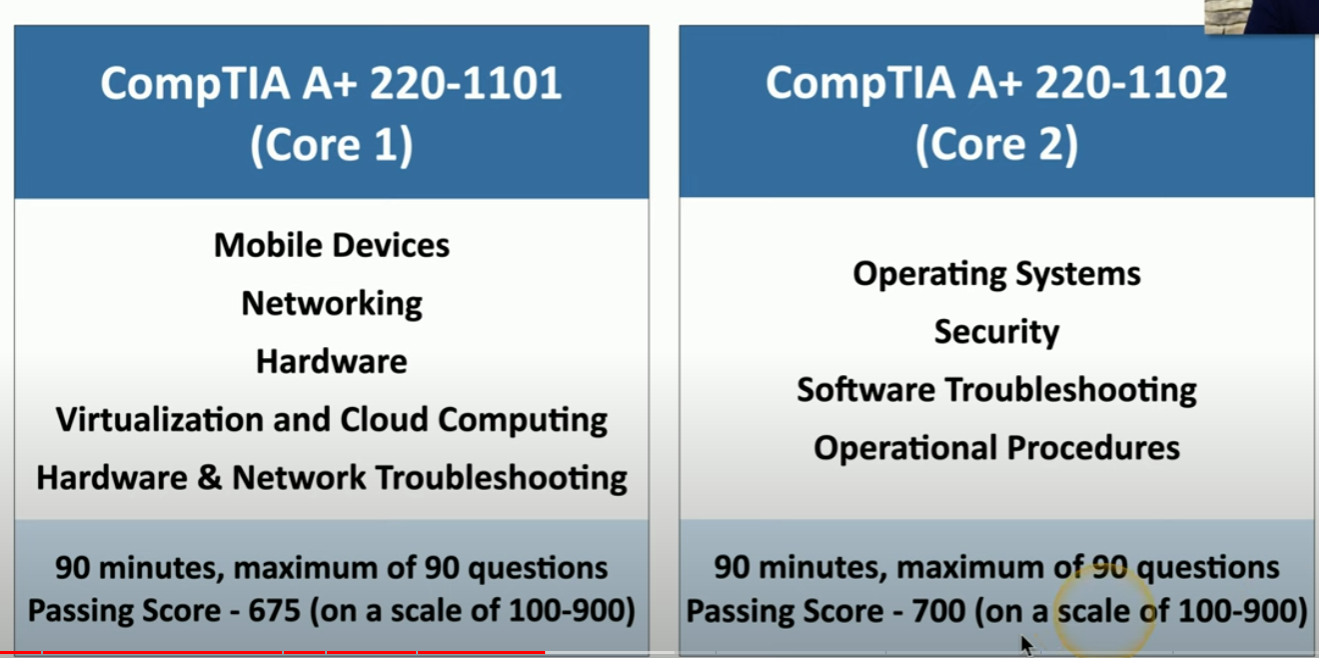 CompTIA A+ 220-1101
(Core 1)
Mobile Devices
Networking
Hardware
Virtualization and Cloud Computing
Hardware & Network Troubleshooting
90 minutes, maximum of 90 questions
Passing Score - 675 (on a scale of 100-900)
CompTIA A+ 220-1102
(Core 2)
Operating Systems
Security
Software Troubleshooting
Operational Procedures
90 minutes, maximum of 90 questions
Passing Score - 700 (on a scale of 100-900)